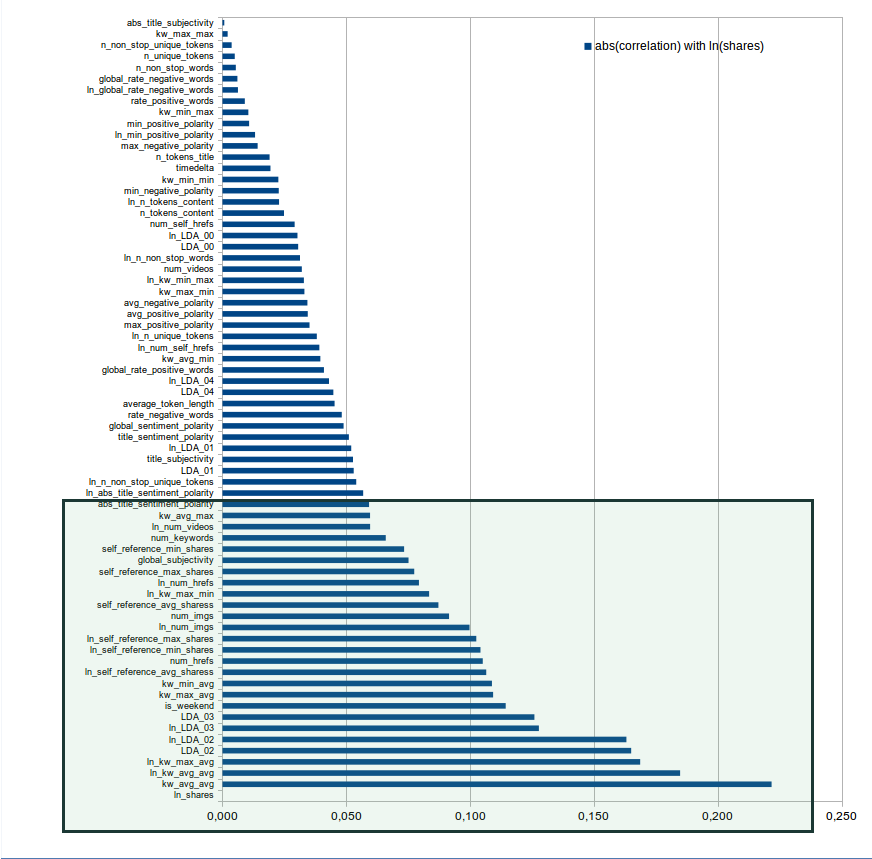 abs_title_subjectivity
kw_max_max
abs(correlation) with ln(shares)
n_non_stop_unique_tokens
n_unique_tokens
n_non_stop_words
global_rate_negative_words
ln_global_rate_negative_words
rate_positive_words
kw_min_max
min_positive_polarity
ln_min_positive_polarity
max_negative_polarity
n_tokens_title
timedelta
kw_min_min
min_negative_polarity
ln_n_tokens_content
n_tokens_content
num_self_hrefs
ln_LDA_00
LDA_00
ln_n_non_stop_words
num_videos
ln_kw_min_max
kw_max_min
avg_negative_polarity
avg_positive_polarity
max_positive_polarity
ln_n_unique_tokens
ln_num_self_hrefs
kw_avg_min
global_rate_positive_words
ln_LDA_04
LDA_04
average_token_length
rate_negative_words
global_sentiment_polarity
title_sentiment_polarity
ln_LDA_01
title_subjectivity
LDA_01
ln_n_non_stop_unique_tokens
ln_abs_title_sentiment_polarity
abs_title_sentiment_polarity
kw_avg_max
ln_num_videos
num_keywords
self_reference_min_shares
global_subjectivity
self_reference_max_shares
ln_num_hrefs
ln_kw_max_min
self_reference_avg_sharess
num_imgs
ln_num_imgs
ln_self_reference_max_shares
ln_self_reference_min_shares
num_hrefs
ln_self_reference_avg_sharess
kw_min_avg
kw_max_avg
is_weekend
LDA_03
ln_LDA_03
ln_LDA_02
LDA_02
ln_kw_max_avg
ln_kw_avg_avg
kw_avg_avg
ln_shares
0,000 0,050 0,100 0,150 0,200 0,250